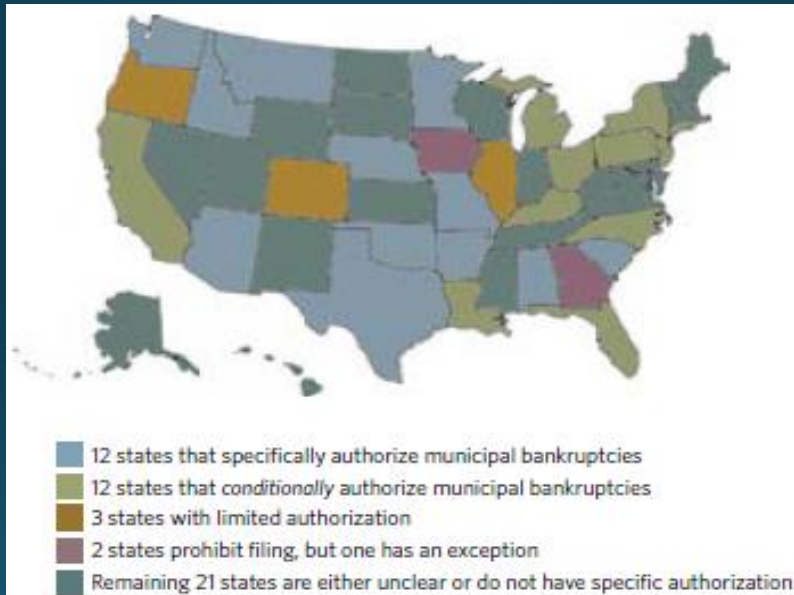 12 states that specifically authorize municipal bankruptcies
12 states that conditionally authorize municipal bankruptcies
3 states with limited authorization
2 states prohibit filing, but one has an exception
Remaining 21 states are either unclear or do not have specific authorization